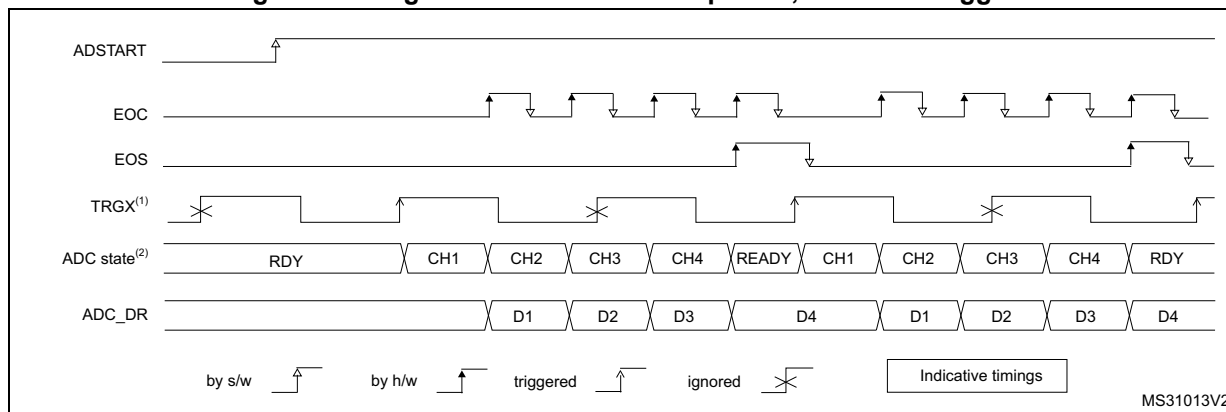 ADSTART
EOC
EOS
TRGX(1)
ADC state(2) RDY CH1 CH2 CH3 CH4 READY CH1 CH2 CH3 CH4 RDY
ADC_DR D1 D2 D3 D4 D1 D2 D3 D4
by s/w by h/w triggered ignored Indicative timings
MS31013V2